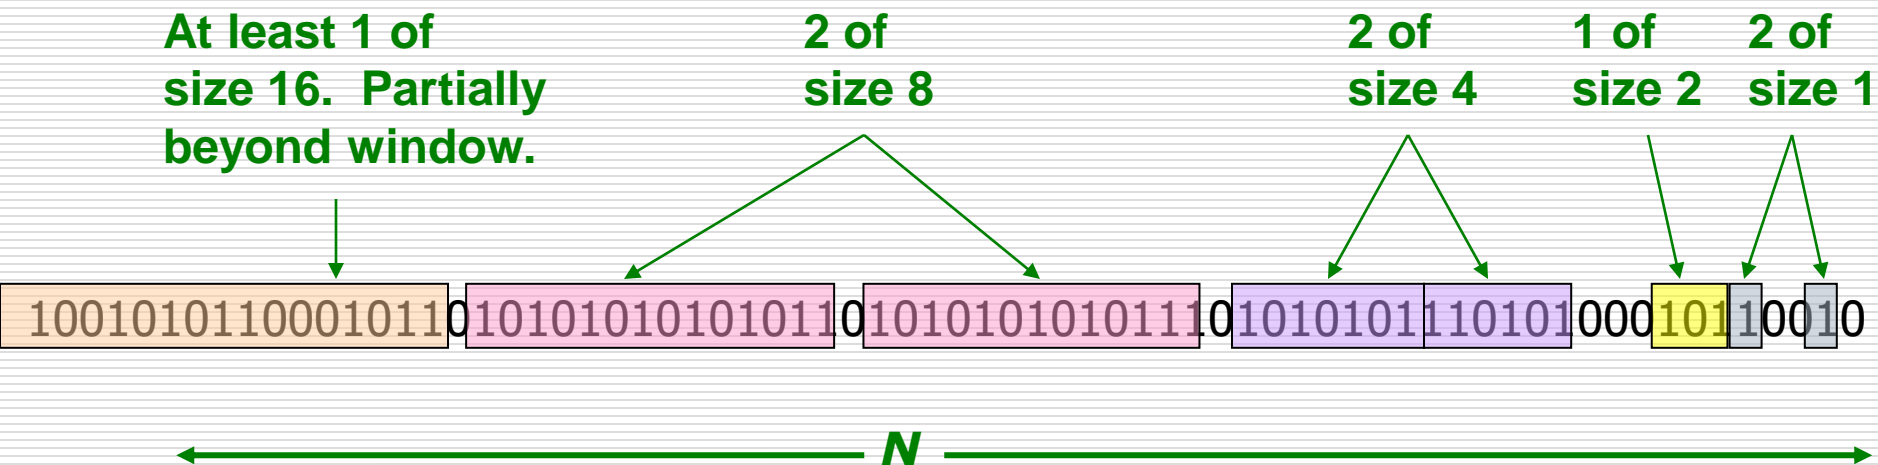 At least 1 of
size 16. Partially
beyond window.
2 of
size 8
2 of
size 4
1 of
size 2
2 of
size 1
1001010110001011010101010101011010101010101110101010111010100010110010
N